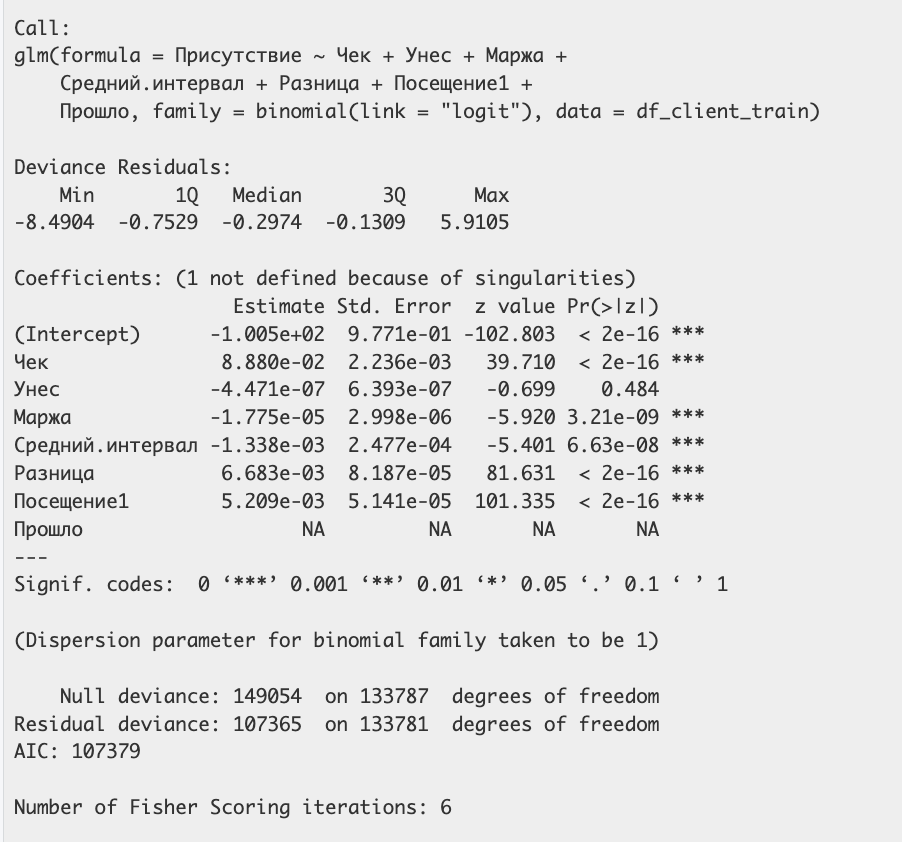 Call:
glm(formula = Присутствие ~ Чек + Унес + Маржа +
    Средний.интервал + Разница + Посещение1 +
    Прошло, family = binomial(link = "logit"), data = df_client_train)

Deviance Residuals:
    Min       1Q   Median       3Q      Max
-8.4904  -0.7529  -0.2974  -0.1309   5.9105

Coefficients: (1 not defined because of singularities)
                   Estimate Std. Error  z value Pr(>|z|)
(Intercept)      -1.005e+02  9.771e-01 -102.803  < 2e-16 ***
Чек               8.880e-02  2.236e-03   39.710  < 2e-16 ***
Унес             -4.471e-07  6.393e-07   -0.699    0.484
Маржа            -1.775e-05  2.998e-06   -5.920 3.21e-09 ***
Средний.интервал -1.338e-03  2.477e-04   -5.401 6.63e-08 ***
Разница           6.683e-03  8.187e-05   81.631  < 2e-16 ***
Посещение1        5.209e-03  5.141e-05  101.335  < 2e-16 ***
Прошло                   NA         NA       NA       NA
---
Signif. codes:  0 ‘***’ 0.001 ‘**’ 0.01 ‘*’ 0.05 ‘.’ 0.1 ‘ ’ 1

(Dispersion parameter for binomial family taken to be 1)

    Null deviance: 149054  on 133787  degrees of freedom
Residual deviance: 107365  on 133781  degrees of freedom
AIC: 107379

Number of Fisher Scoring iterations: 6